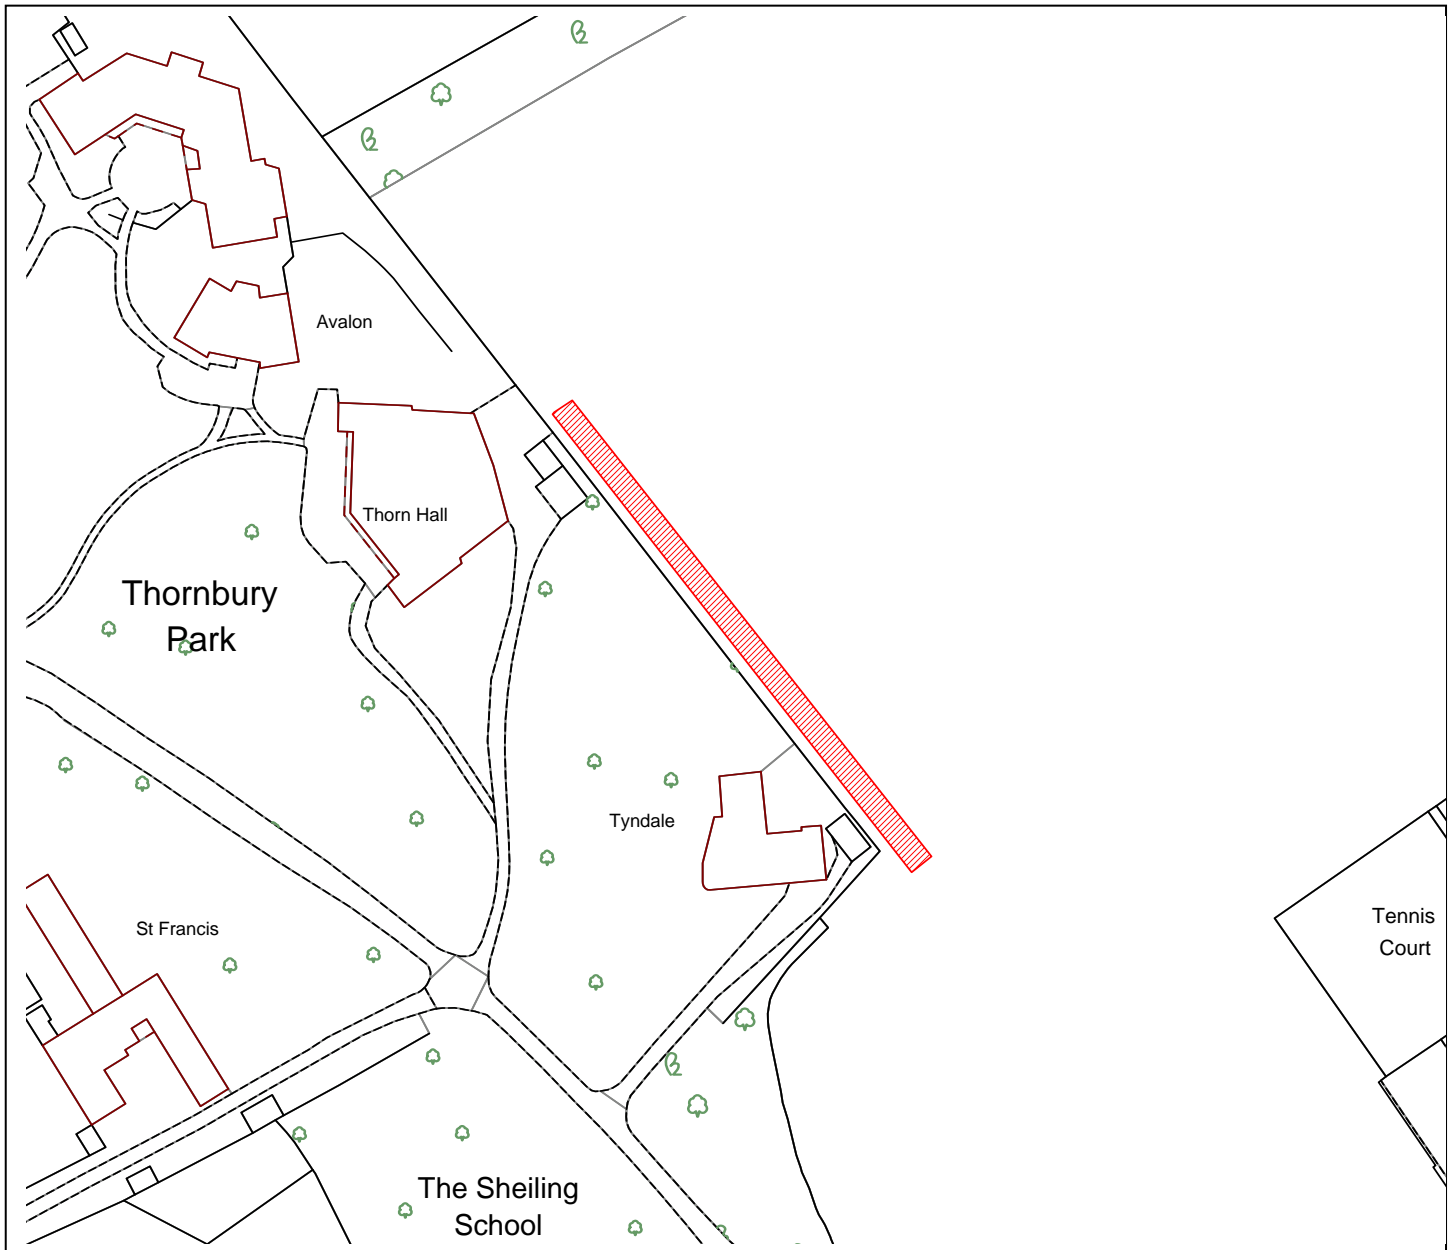 Avalon
Thorn Hall
Thornbury
Park
Tyndale
St Francis
Tennis
Court
The Sheiling
School